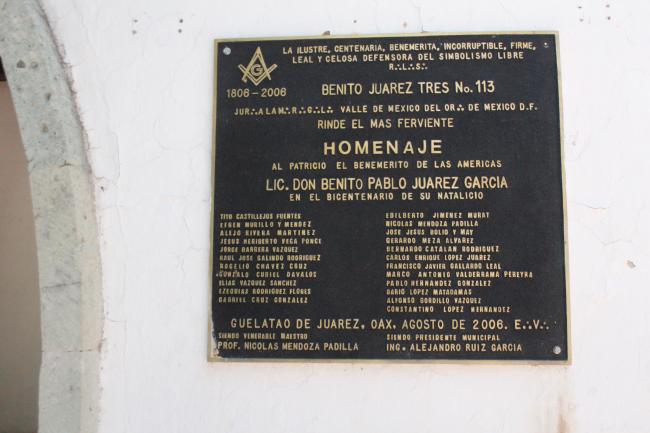 LA ILUSTRE, CENTENARIA, BENEMERITA, INCORRUPTIBLE, FIRME,
LEAL Y CELOSA DEFENSORA DEL SIMBOLISMO LIBRE
R∴L∴S∴
G
1806 - 2006
BENITO JUAREZ TRES No. 113
JUR∴A LA M∴R∴G∴L∴ VALLE DE MEXICO DEL OR∴ DE MEXICO D.F.
RINDE EL MAS FERVIENTE
HOMENAJE
AL PATRICIO EL BENEMERITO DE LAS AMERICAS
LIC. DON BENITO PABLO JUAREZ GARCIA
EN EL BICENTENARIO DE SU NATALICIO
TITO CASTILLEJOS FUENTES
EFREN MURILLO Y MENDEZ
ALEJO RIVERA MARTINEZ
JESUS HERIBERTO VEGA PONCE
JORGE BARRERA VAZQUEZ
RAUL JOSE GALINDO RODRIGUEZ
ROGELIO CHAVEZ CRUZ
GONZALO CURIEL DAVALOS
ELIAS VAZQUEZ SANCHEZ
EZEQUIAS RODRIGUEZ FLORES
GABRIEL CRUZ GONZALEZ
EDILBERTO JIMENEZ MURAT
NICOLAS MENDOZA PADILLA
JOSE JESUS BOLIO Y MAY
GERARDO MEZA ALVAREZ
BERNARDO CATALAN RODRIGUEZ
CARLOS ENRIQUE LOPEZ JUAREZ
FRANCISCO JAVIER GALLARDO LEAL
MARCO ANTONIO VALDERRAMA PEREYRA
PABLO HERNANDEZ GONZALEZ
DARIO LOPEZ MATADAMAS
ALFONSO GORDILLO VAZQUEZ
CONSTANTINO LOPEZ HERNANDEZ
GUELATAO DE JUAREZ, OAX, AGOSTO DE 2006. E∴V∴
SIENDO VENERABLE MAESTRO
PROF. NICOLAS MENDOZA PADILLA
SIENDO PRESIDENTE MUNICIPAL
ING. ALEJANDRO RUIZ GARCIA